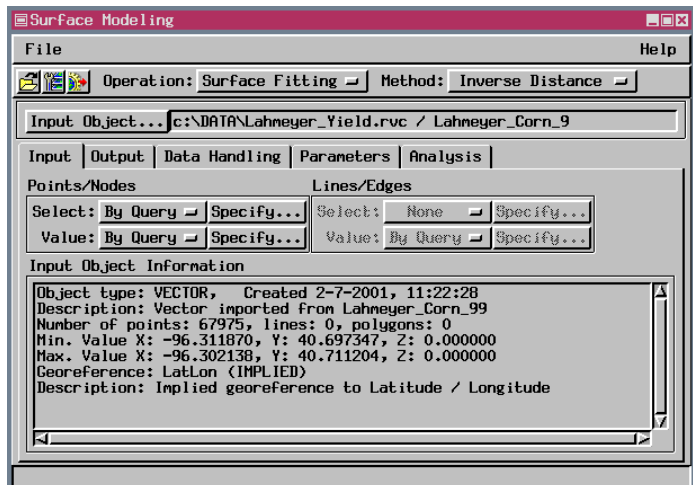 Surface Modeling
File Help
Operation: Surface Fitting Method: Inverse Distance
Input Object... c:\DATA\Lahmeyer_Yield.rvc / Lahmeyer_Corn_9
Input Output Data Handling Parameters Analysis
Points/Nodes Lines/Edges
Select: By Query Specify... Select: None Specify...
Value: By Query Specify... Value: By Query Specify...
Input Object Information
Object type: VECTOR, Created 2-7-2001, 11:22:28
Description: Vector imported from Lahmeyer_Corn_99
Number of points: 67975, lines: 0, polygons: 0
Min. Value X: -96.311870, Y: 40.697347, Z: 0.000000
Max. Value X: -96.302138, Y: 40.711204, Z: 0.000000
Georeference: LatLon (IMPLIED)
Description: Implied georeference to Latitude / Longitude